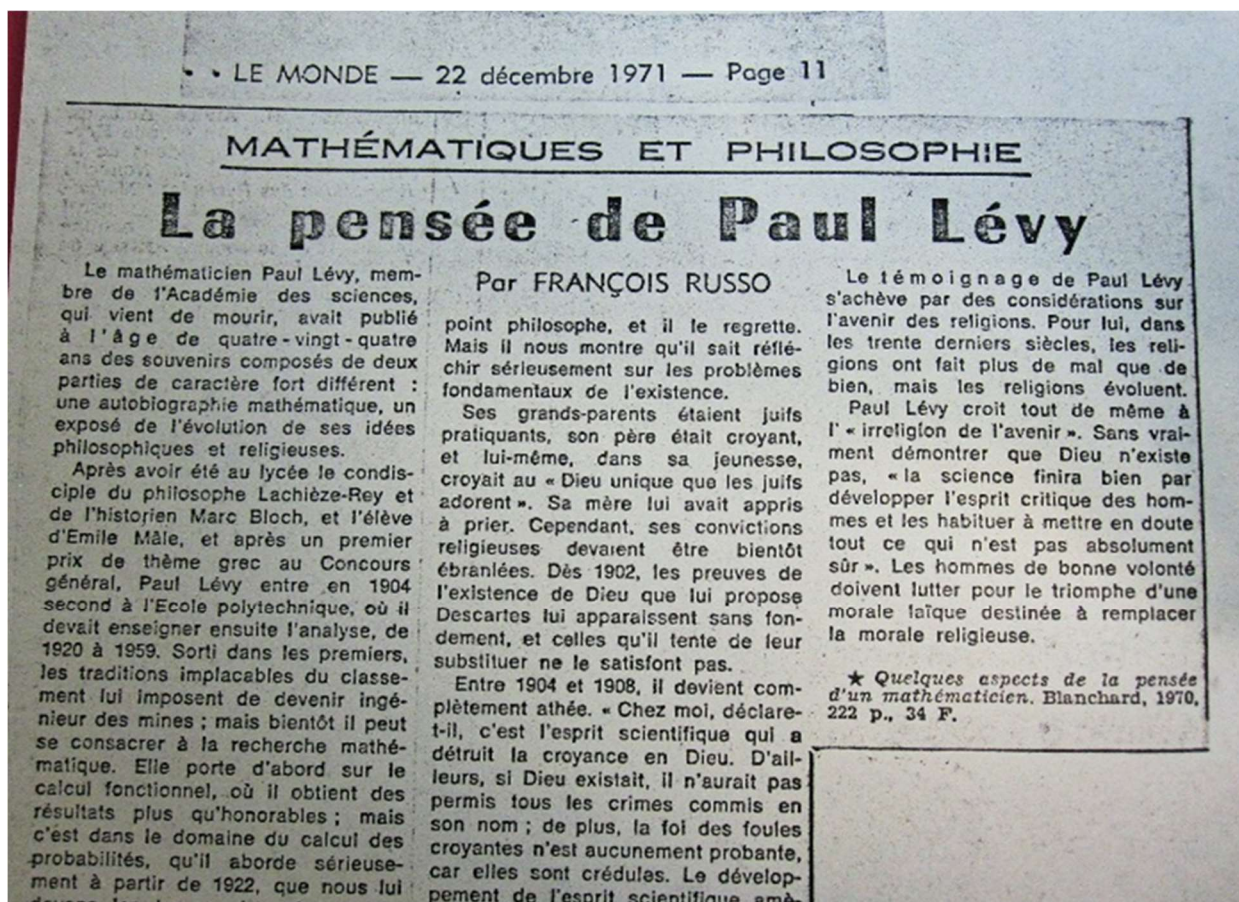 LE MONDE — 22 décembre 1971 — Page 11
MATHÉMATIQUES ET PHILOSOPHIE
La pensée de Paul Lévy
Par FRANÇOIS RUSSO
Le mathématicien Paul Lévy, mem-
bre de l'Académie des sciences,
qui vient de mourir, avait publié
à l'âge de quatre-vingt-quatre
ans des souvenirs composés de deux
parties de caractère fort différent :
une autobiographie mathématique, un
exposé de l'évolution de ses idées
philosophiques et religieuses.
Après avoir été au lycée le condis-
ciple du philosophe Lachièze-Rey et
de l'historien Marc Bloch, et l'élève
d'Emile Mâle, et après un premier
prix de thème grec au Concours
général, Paul Lévy entre en 1904
second à l'Ecole polytechnique, où il
devait enseigner ensuite l'analyse, de
1920 à 1959. Sorti dans les premiers,
les traditions implacables du classe-
ment lui imposent de devenir ingé-
nieur des mines ; mais bientôt il peut
se consacrer à la recherche mathé-
matique. Elle porte d'abord sur le
calcul fonctionnel, où il obtient des
résultats plus qu'honorables ; mais
c'est dans le domaine du calcul des
probabilités, qu'il aborde sérieuse-
ment à partir de 1922, que nous lui
point philosophe, et il le regrette.
Mais il nous montre qu'il sait réflé-
chir sérieusement sur les problèmes
fondamentaux de l'existence.
Ses grands-parents étaient juifs
pratiquants, son père était croyant,
et lui-même, dans sa jeunesse,
croyait au « Dieu unique que les juifs
adorent ». Sa mère lui avait appris
à prier. Cependant, ses convictions
religieuses devaient être bientôt
ébranlées. Dès 1902, les preuves de
l'existence de Dieu que lui propose
Descartes lui apparaissent sans fon-
dement, et celles qu'il tente de leur
substituer ne le satisfont pas.
Entre 1904 et 1908, il devient com-
plètement athée. « Chez moi, déclare-
t-il, c'est l'esprit scientifique qui a
détruit la croyance en Dieu. D'ail-
leurs, si Dieu existait, il n'aurait pas
permis tous les crimes commis en
son nom ; de plus, la foi des foules
croyantes n'est aucunement probante,
car elles sont crédules. Le dévelop-
pement de l'esprit scientifique amè-
Le témoignage de Paul Lévy
s'achève par des considérations sur
l'avenir des religions. Pour lui, dans
les trente derniers siècles, les reli-
gions ont fait plus de mal que de
bien, mais les religions évoluent.
Paul Lévy croit tout de même à
l' « irreligion de l'avenir ». Sans vrai-
ment démontrer que Dieu n'existe
pas, « la science finira bien par
développer l'esprit critique des hom-
mes et les habituer à mettre en doute
tout ce qui n'est pas absolument
sûr ». Les hommes de bonne volonté
doivent lutter pour le triomphe d'une
morale laïque destinée à remplacer
la morale religieuse.
★ Quelques aspects de la pensée
d'un mathématicien. Blanchard, 1970,
222 p., 34 F.